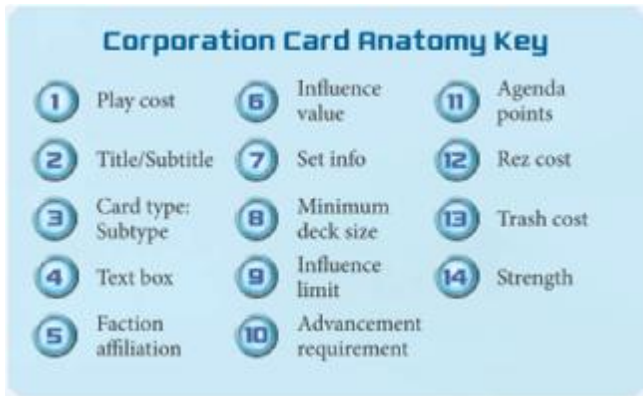 Corporation Card Anatomy Key
1 Play cost
2 Title/Subtitle
3 Card type:
Subtype
4 Text box
5 Faction
affiliation
6 Influence
value
7 Set info
8 Minimum
deck size
9 Influence
limit
10 Advancement
requirement
11 Agenda
points
12 Rez cost
13 Trash cost
14 Strength